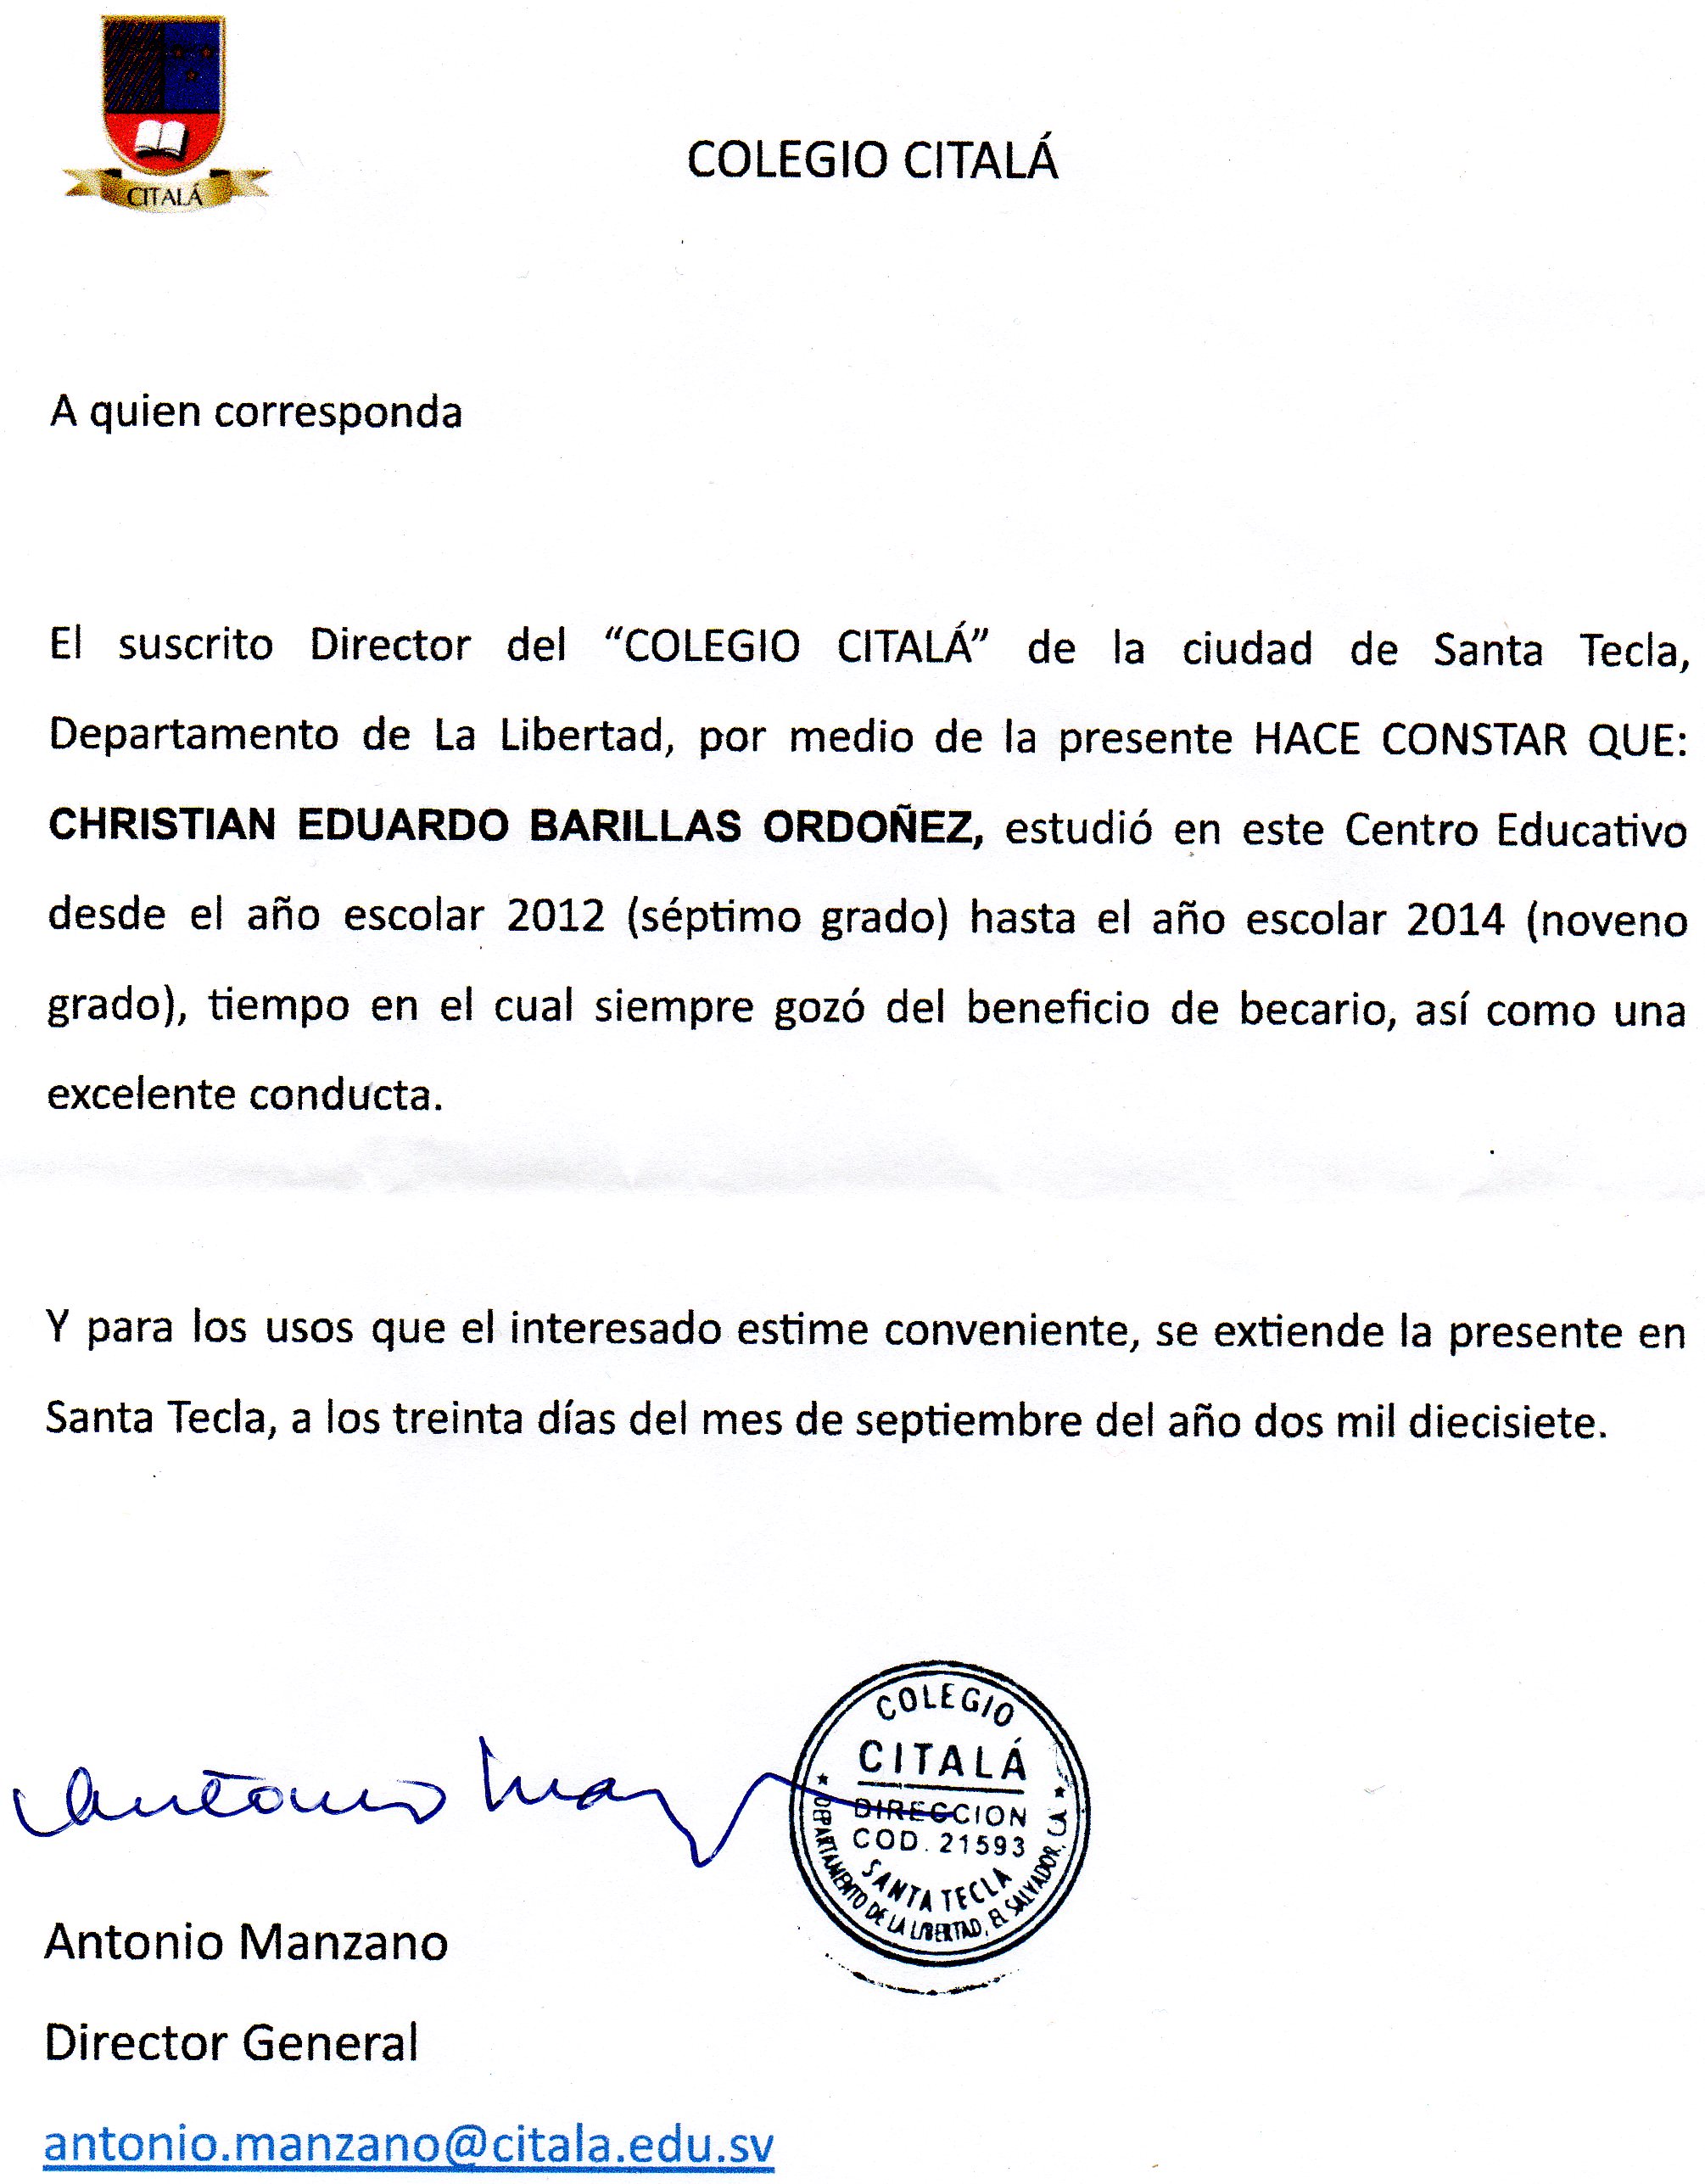 CITALÁ
COLEGIO CITALÁ
A quien corresponda
El suscrito Director del “COLEGIO CITALÁ” de la ciudad de Santa Tecla,
Departamento de La Libertad, por medio de la presente HACE CONSTAR QUE:
CHRISTIAN EDUARDO BARILLAS ORDOÑEZ, estudió en este Centro Educativo
desde el año escolar 2012 (séptimo grado) hasta el año escolar 2014 (noveno
grado), tiempo en el cual siempre gozó del beneficio de becario, así como una
excelente conducta.
Y para los usos que el interesado estime conveniente, se extiende la presente en
Santa Tecla, a los treinta días del mes de septiembre del año dos mil diecisiete.
Antonio Manz
COLEGIO
CITALÁ
DIRECCION
COD. 21593
SANTA TECLA
DEPARTAMENTO DE LA LIBERTAD, EL SALVADOR, C.A.
Antonio Manzano
Director General
antonio.manzano@citala.edu.sv